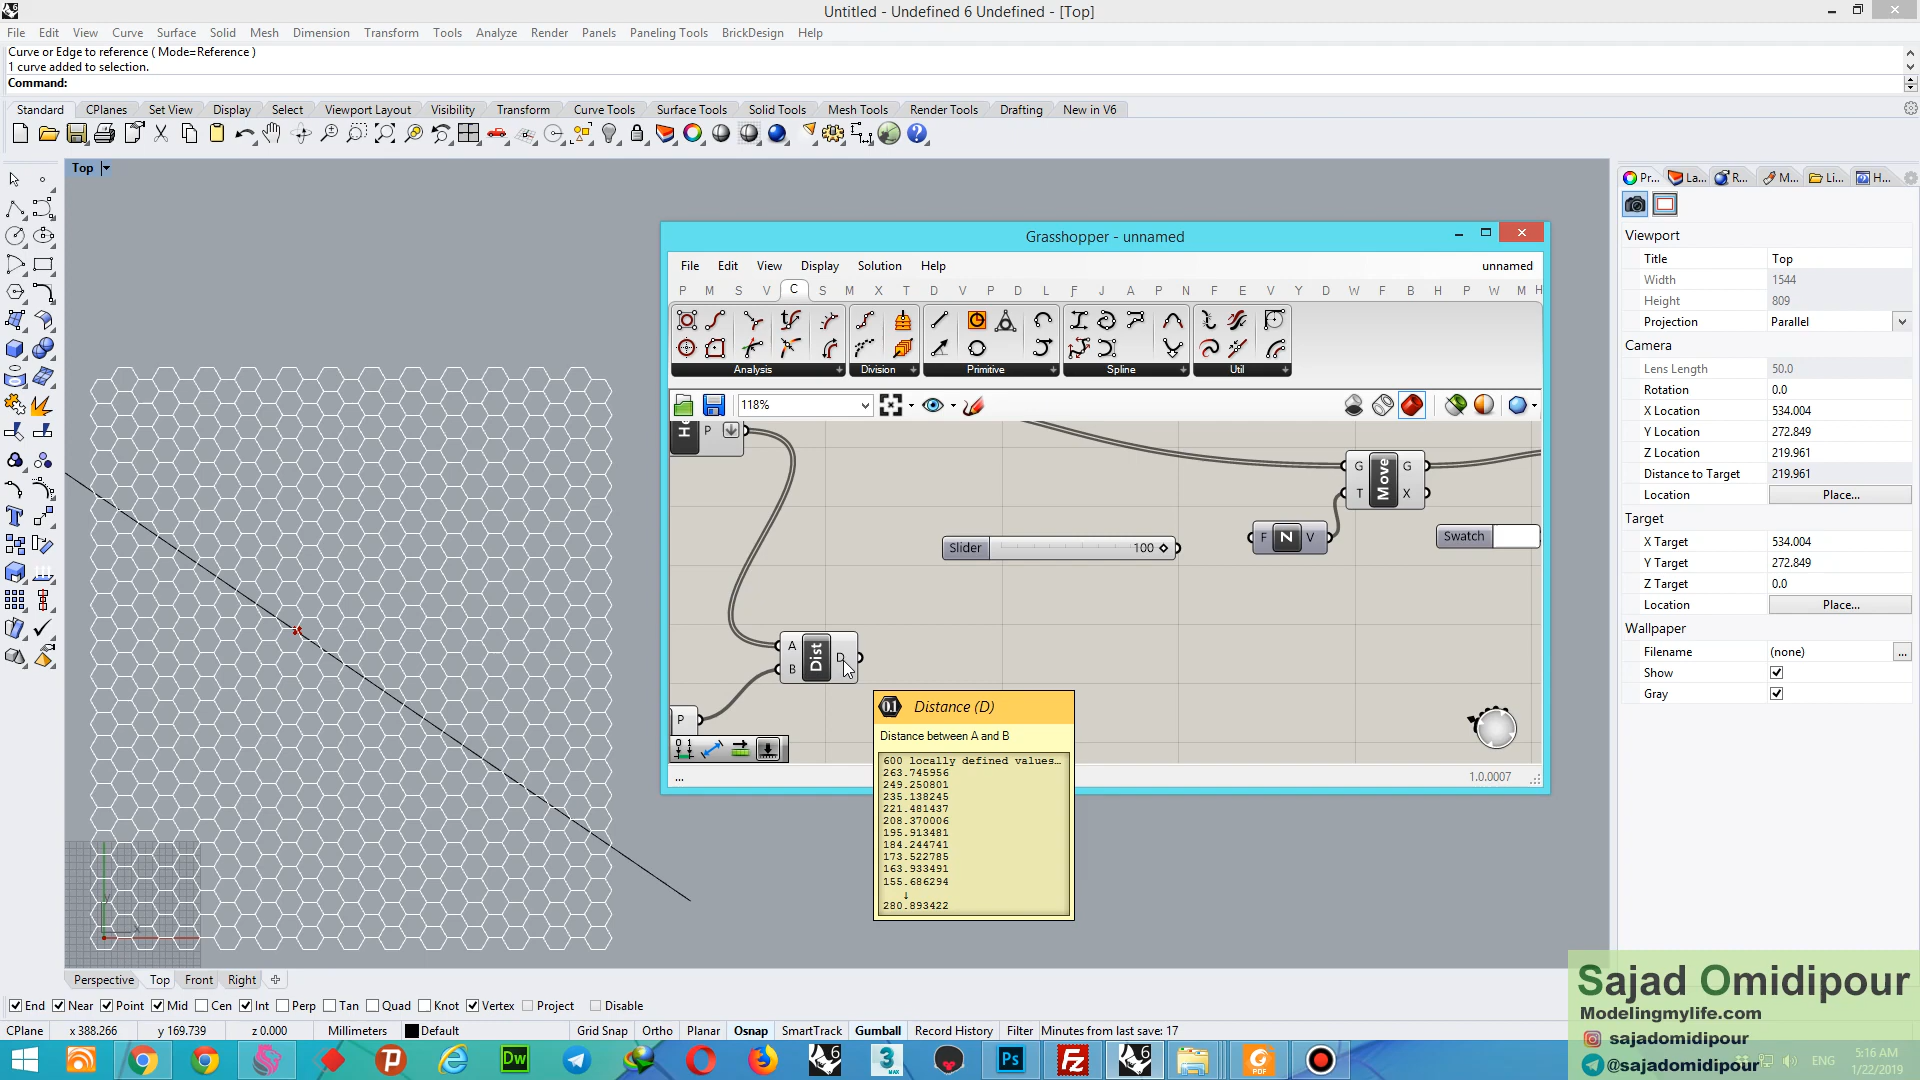 Untitled - Undefined 6 Undefined - [Top]
File Edit View Curve Surface Solid Mesh Dimension Transform Tools Analyze Render Panels Paneling Tools BrickDesign Help
Curve or Edge to reference ( Mode=Reference )
1 curve added to selection.
Command:
Standard CPlanes Set View Display Select Viewport Layout Visibility Transform Curve Tools Surface Tools Solid Tools Mesh Tools Render Tools Drafting New in V6
Top
Pr... La... R... M... Li... H...
Viewport
Title Top
Width 1544
Height 809
Projection Parallel
Camera
Lens Length 50.0
Rotation 0.0
X Location 534.004
Y Location 272.849
Z Location 219.961
Distance to Target 219.961
Location Place...
Target
X Target 534.004
Y Target 272.849
Z Target 0.0
Location Place...
Wallpaper
Filename (none) ...
Show
Gray
Grasshopper - unnamed
File Edit View Display Solution Help unnamed
P M S V C S M X T D V P D L F J A P N F E V Y D W F B H P W M H
Analysis Division Primitive Spline Util
118%
He P
G Move G
T X
Slider 100
F N V
Swatch
A Dist D
B
P
Distance (D)
Distance between A and B
600 locally defined values...
263.745956
249.250801
235.138245
221.481437
208.370006
195.913481
184.244741
173.522785
163.933491
155.686294
↓
280.893422
... 1.0.0007
Perspective Top Front Right
End Near Point Mid Cen Int Perp Tan Quad Knot Vertex Project Disable
CPlane x 388.266 y 169.739 z 0.000 Millimeters Default Grid Snap Ortho Planar Osnap SmartTrack Gumball Record History Filter Minutes from last save: 17
Sajad Omidipour
Modelingmylife.com
sajadomidipour
@sajadomidipour
ENG 5:16 AM
1/22/2019